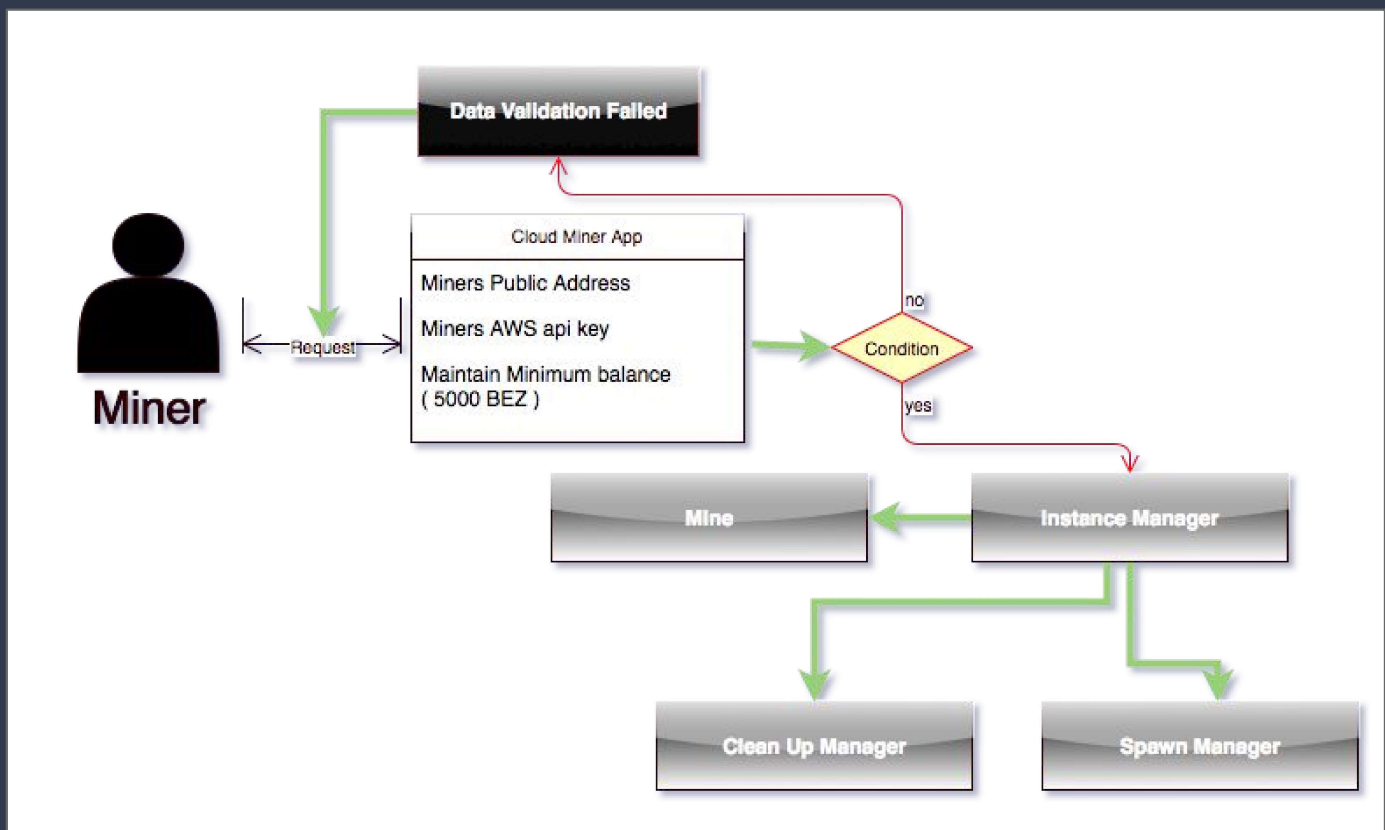 Data Validation Failed
Cloud Miner App
Miners Public Address
Miners AWS api key
Maintain Minimum balance
( 5000 BEZ )
Request
Miner
no
Condition
yes
Mine
Instance Manager
Clean Up Manager
Spawn Manager